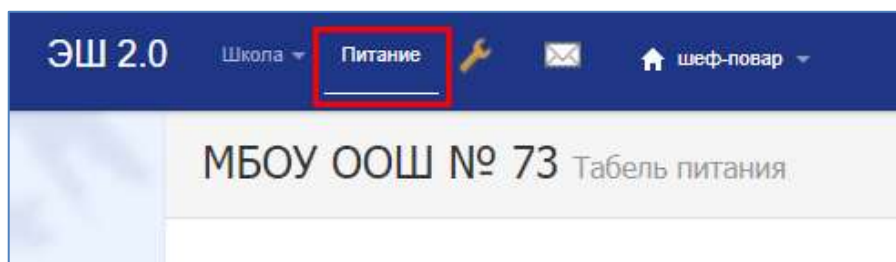 ЭШ 2.0 Школа Питание шеф-повар
МБОУ ООШ № 73 Табель питания